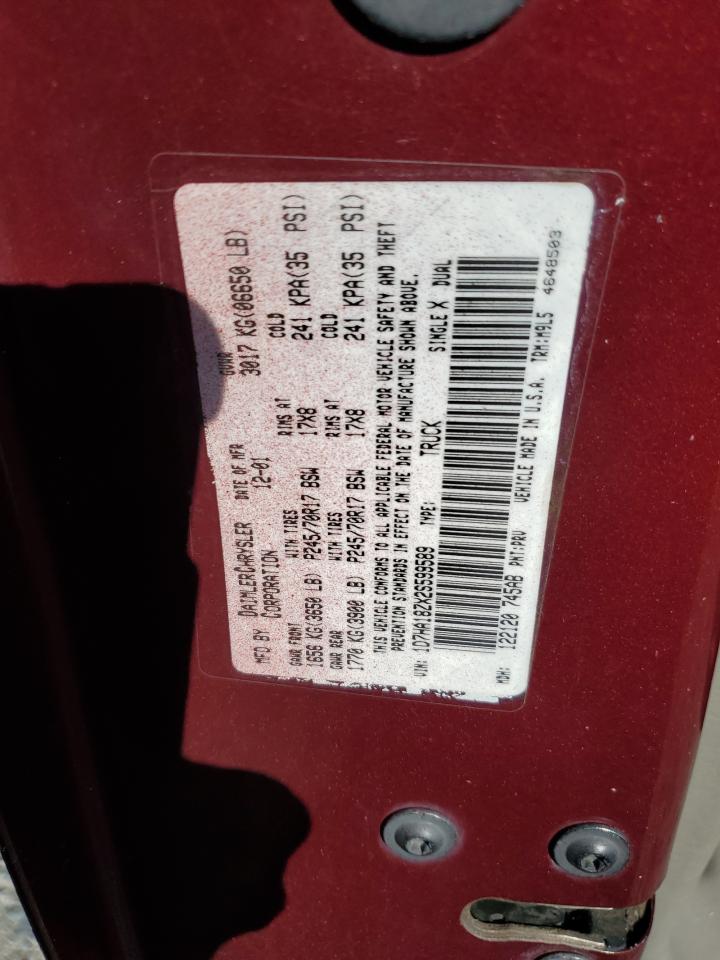 MFD BY DAIMLERCHRYSLER CORPORATION DATE OF MFR 12-01 GVWR 3017 KG(06650 LB)
GAWR FRONT WITH TIRES RIMS AT COLD
1656 KG(3650 LB) P245/70R17 BSW 17X8 241 KPA(35 PSI)
GAWR REAR WITH TIRES RIMS AT COLD
1770 KG(3900 LB) P245/70R17 BSW 17X8 241 KPA(35 PSI)
THIS VEHICLE CONFORMS TO ALL APPLICABLE FEDERAL MOTOR VEHICLE SAFETY AND THEFT
PREVENTION STANDARDS IN EFFECT ON THE DATE OF MANUFACTURE SHOWN ABOVE.
VIN: 1D7HA18ZX2S599589 TYPE: TRUCK SINGLE X DUAL
MDH: 122120 745AB PNT:PRV VEHICLE MADE IN U.S.A. TRM:M9L5 4648503